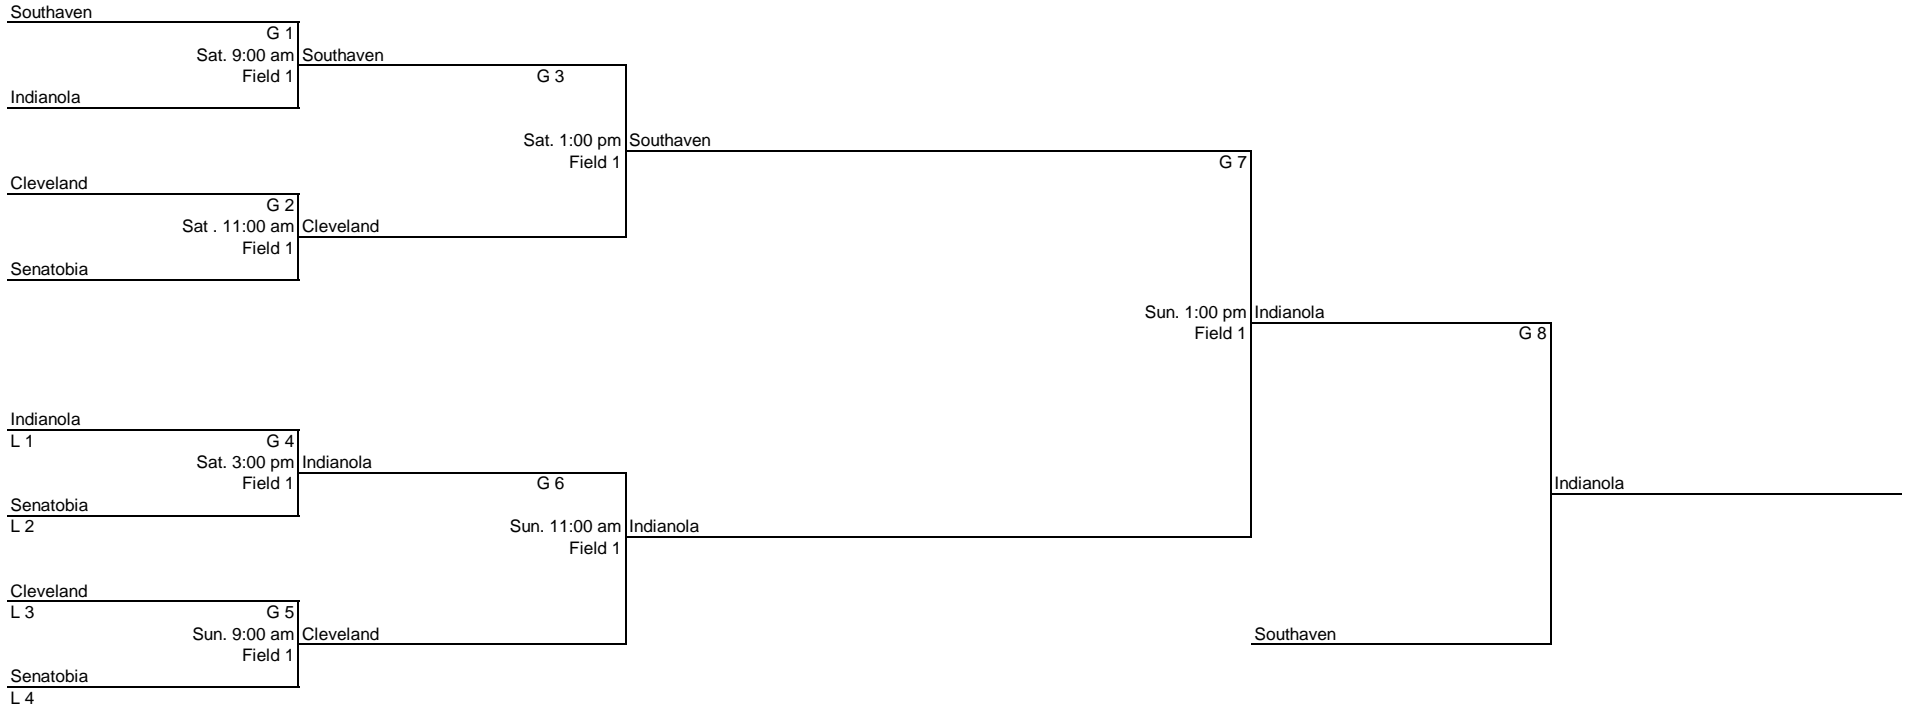 Southaven
G 1
Sat. 9:00 am Southaven
Field 1 G 3
Indianola
Sat. 1:00 pm Southaven
Field 1 G 7
Cleveland
G 2
Sat . 11:00 am Cleveland
Field 1
Senatobia
Sun. 1:00 pm Indianola
Field 1 G 8
Indianola
L 1 G 4
Sat. 3:00 pm Indianola
Field 1 G 6 Indianola
Senatobia
L 2 Sun. 11:00 am Indianola
Field 1
Cleveland
L 3 G 5
Sun. 9:00 am Cleveland Southaven
Field 1
Senatobia
L 4